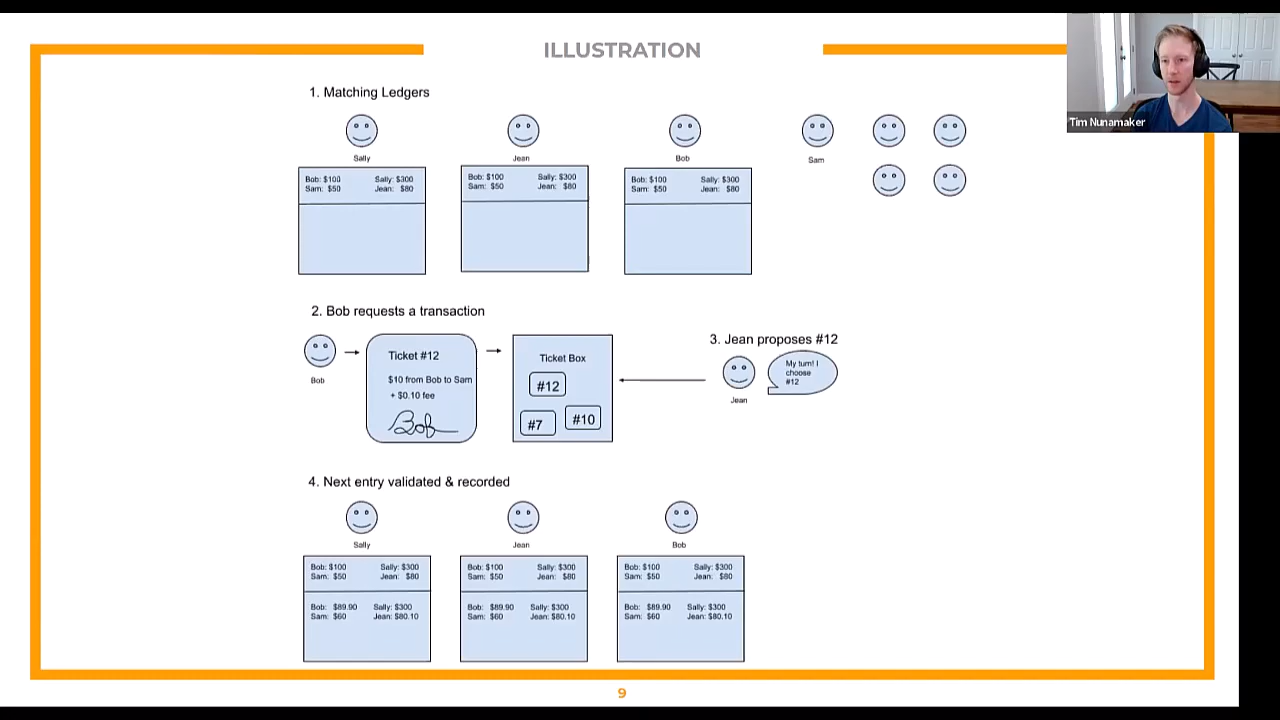 ILLUSTRATION
Tim Nunamaker
1. Matching Ledgers
Sally
Jean
Bob
Sam
Bob: $100 Sally: $300
Sam: $50 Jean: $80
Bob: $100 Sally: $300
Sam: $50 Jean: $80
Bob: $100 Sally: $300
Sam: $50 Jean: $80
2. Bob requests a transaction
Bob
Ticket #12
$10 from Bob to Sam
+ $0.10 fee
Bob
Ticket Box
#12
#7
#10
3. Jean proposes #12
Jean
My turn! I
choose
#12
4. Next entry validated & recorded
Sally
Jean
Bob
Bob: $100 Sally: $300
Sam: $50 Jean: $80
Bob: $89.90 Sally: $300
Sam: $60 Jean: $80.10
Bob: $100 Sally: $300
Sam: $50 Jean: $80
Bob: $89.90 Sally: $300
Sam: $60 Jean: $80.10
Bob: $100 Sally: $300
Sam: $50 Jean: $80
Bob: $89.90 Sally: $300
Sam: $60 Jean: $80.10
9